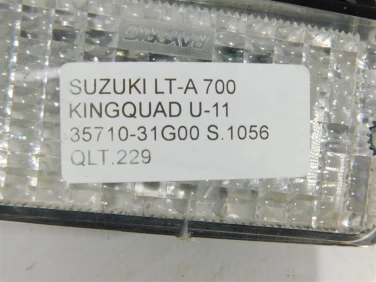 SUZUKI LT-A 700
KINGQUAD U-11
35710-31G00 S.1056
QLT.229